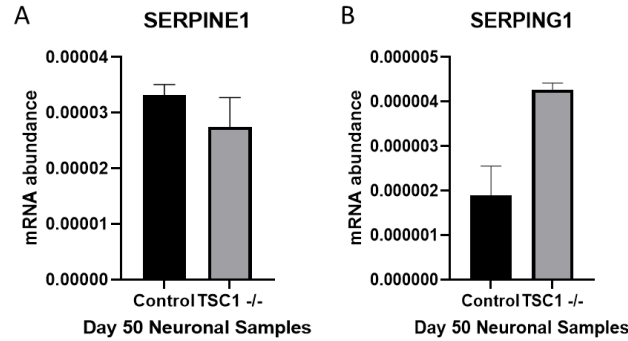 A
SERPINE1
mRNA abundance
0.00004
0.00003
0.00002
0.00001
0.00000
Control TSC1 -/-
Day 50 Neuronal Samples
B
SERPING1
mRNA abundance
0.000005
0.000004
0.000003
0.000002
0.000001
0.000000
Control TSC1 -/-
Day 50 Neuronal Samples